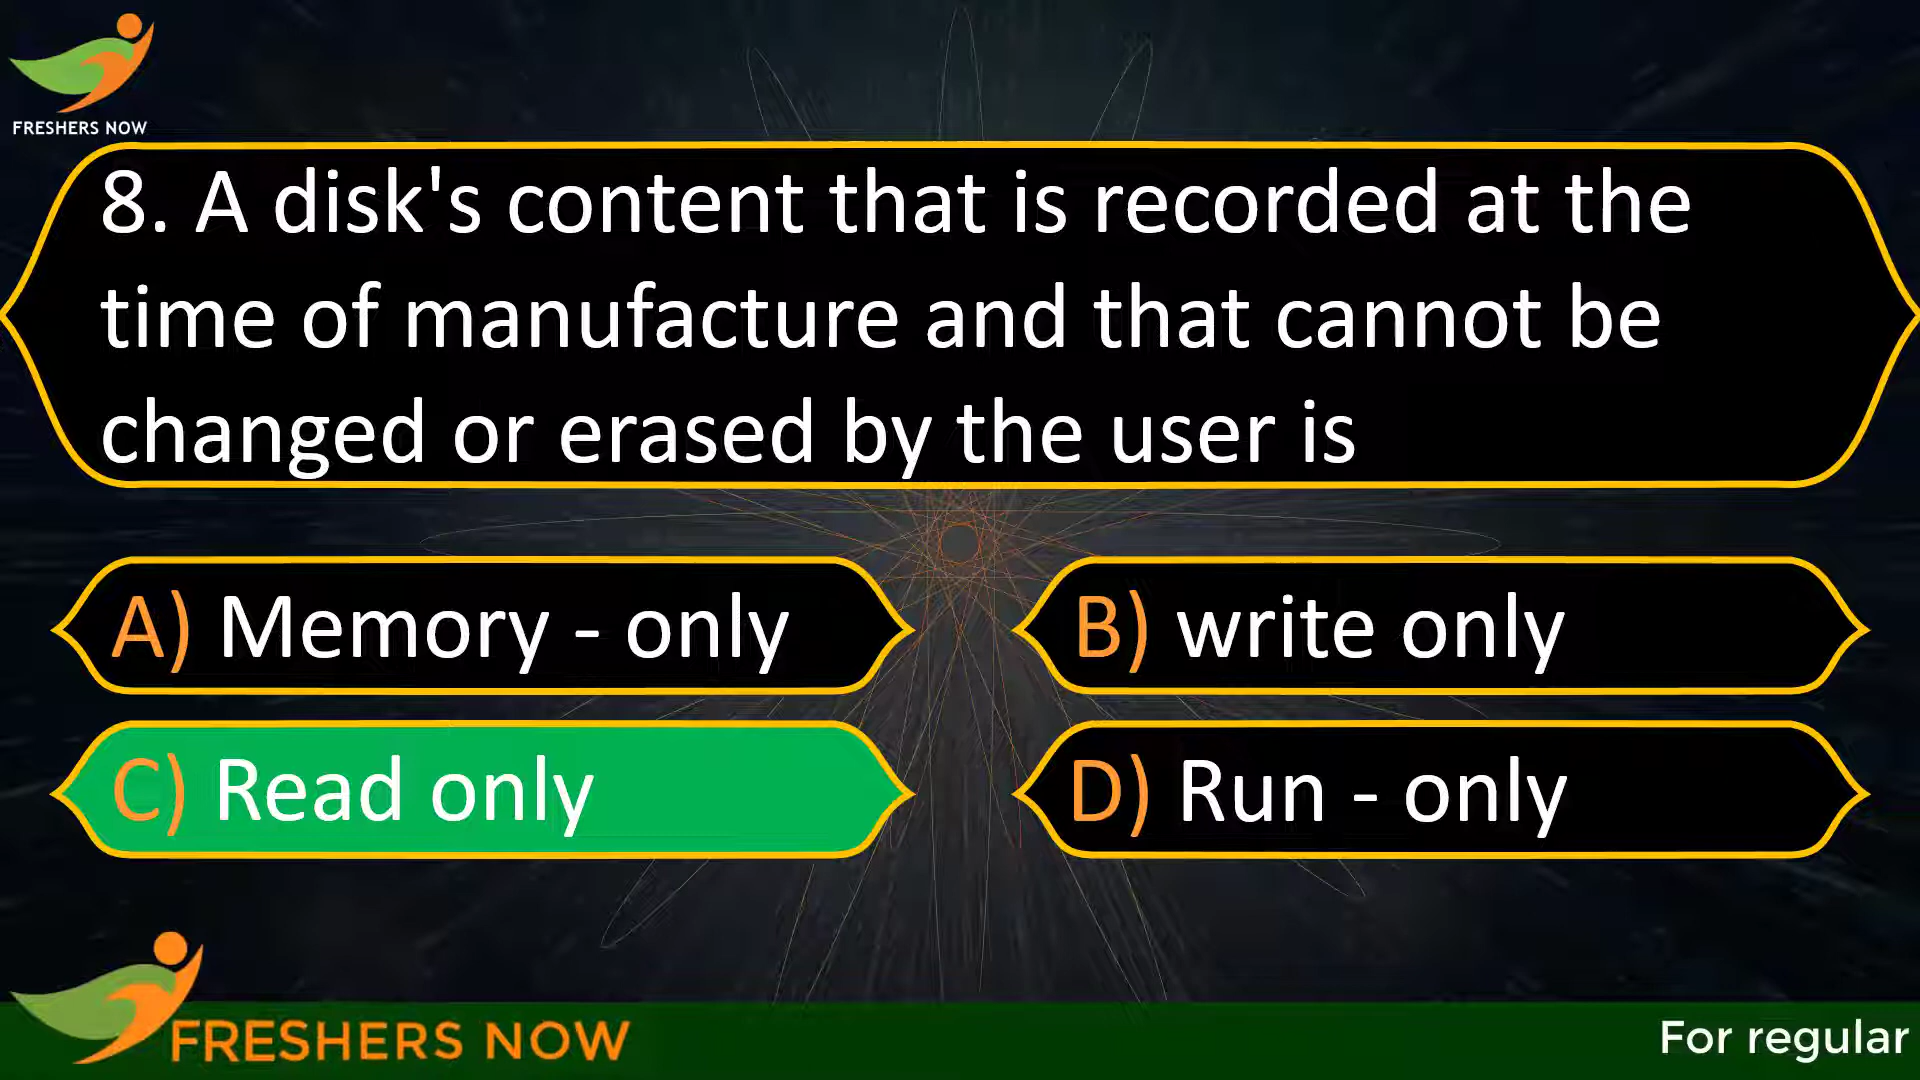 FRESHERS NOW
8. A disk's content that is recorded at the
time of manufacture and that cannot be
changed or erased by the user is
A) Memory - only
B) write only
C) Read only
D) Run - only
FRESHERS NOW
For regular